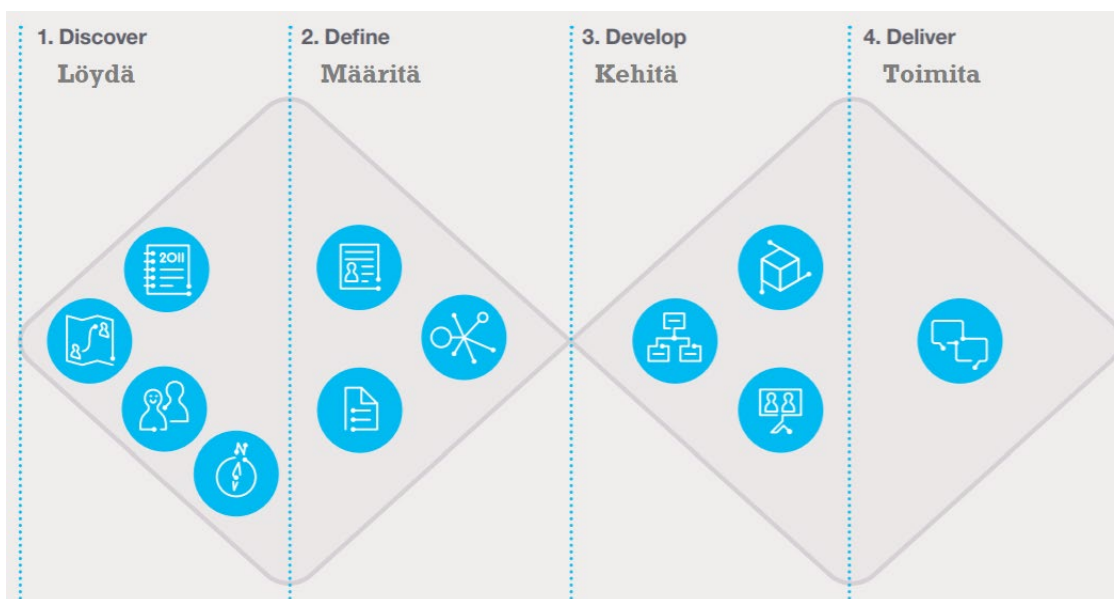 1. Discover
Löydä
2. Define
Määritä
3. Develop
Kehitä
4. Deliver
Toimita
2011
N